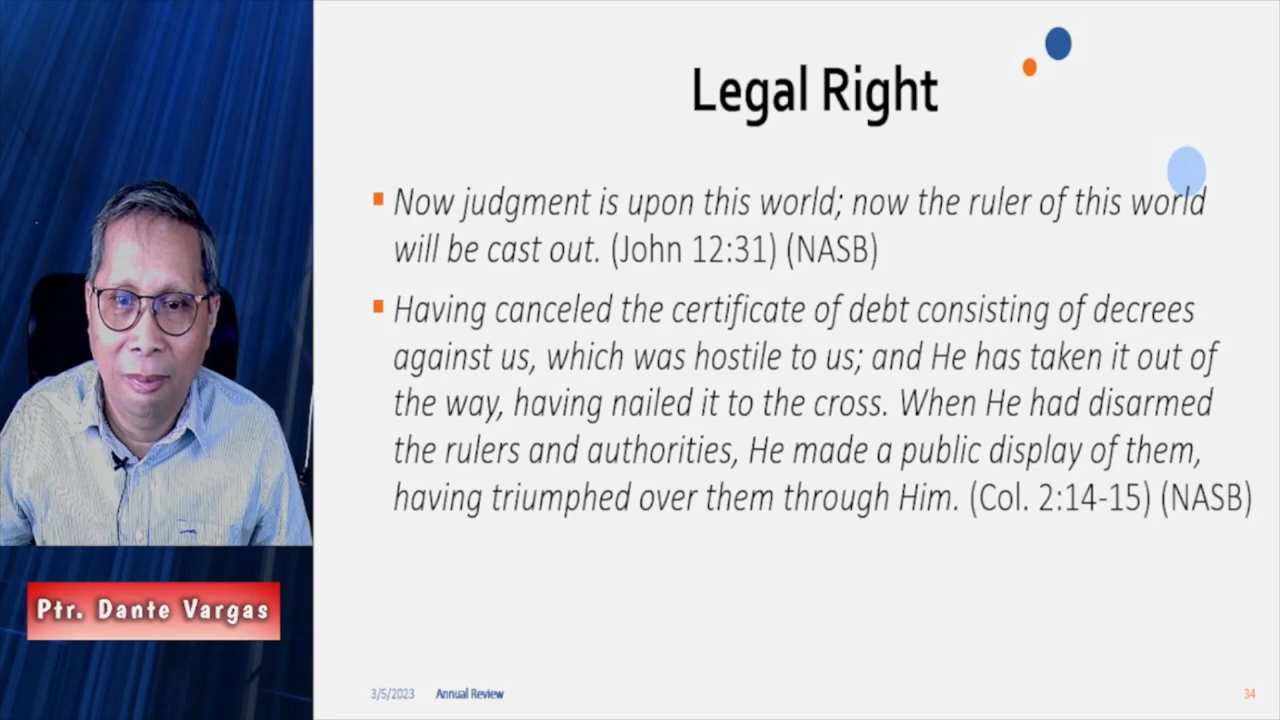 Legal Right
Now judgment is upon this world; now the ruler of this world
will be cast out. (John 12:31) (NASB)
Having canceled the certificate of debt consisting of decrees
against us, which was hostile to us; and He has taken it out of
the way, having nailed it to the cross. When He had disarmed
the rulers and authorities, He made a public display of them,
having triumphed over them through Him. (Col. 2:14-15) (NASB)
Ptr. Dante Vargas
3/5/2023 Annual Review 34